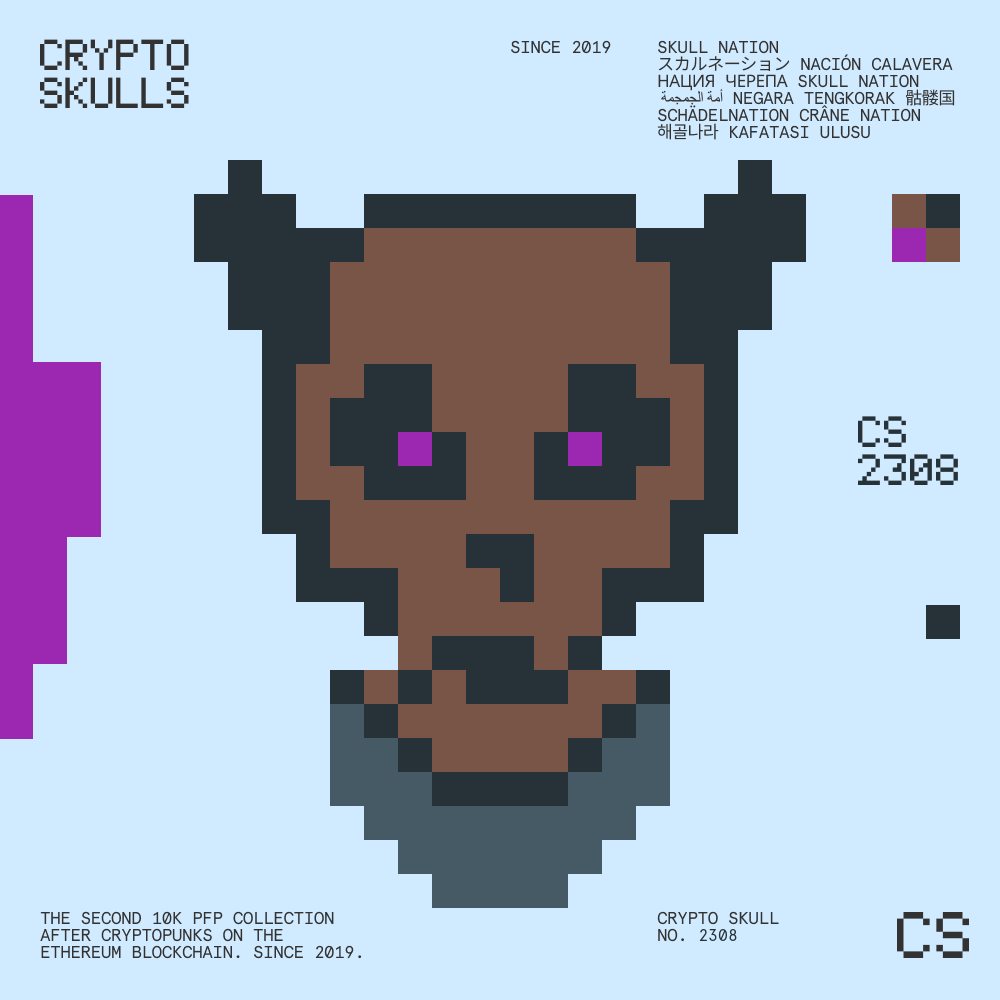 CRYPTO
SKULLS
SINCE 2019
SKULL NATION
スカルネーション NACIÓN CALAVERA
НАЦИЯ ЧЕРЕПА SKULL NATION
أمة الجمجمة NEGARA TENGKORAK 骷髅国
SCHÄDELNATION CRÂNE NATION
해골나라 KAFATASI ULUSU
CS
2308
THE SECOND 10K PFP COLLECTION
AFTER CRYPTOPUNKS ON THE
ETHEREUM BLOCKCHAIN. SINCE 2019.
CRYPTO SKULL
NO. 2308
CS